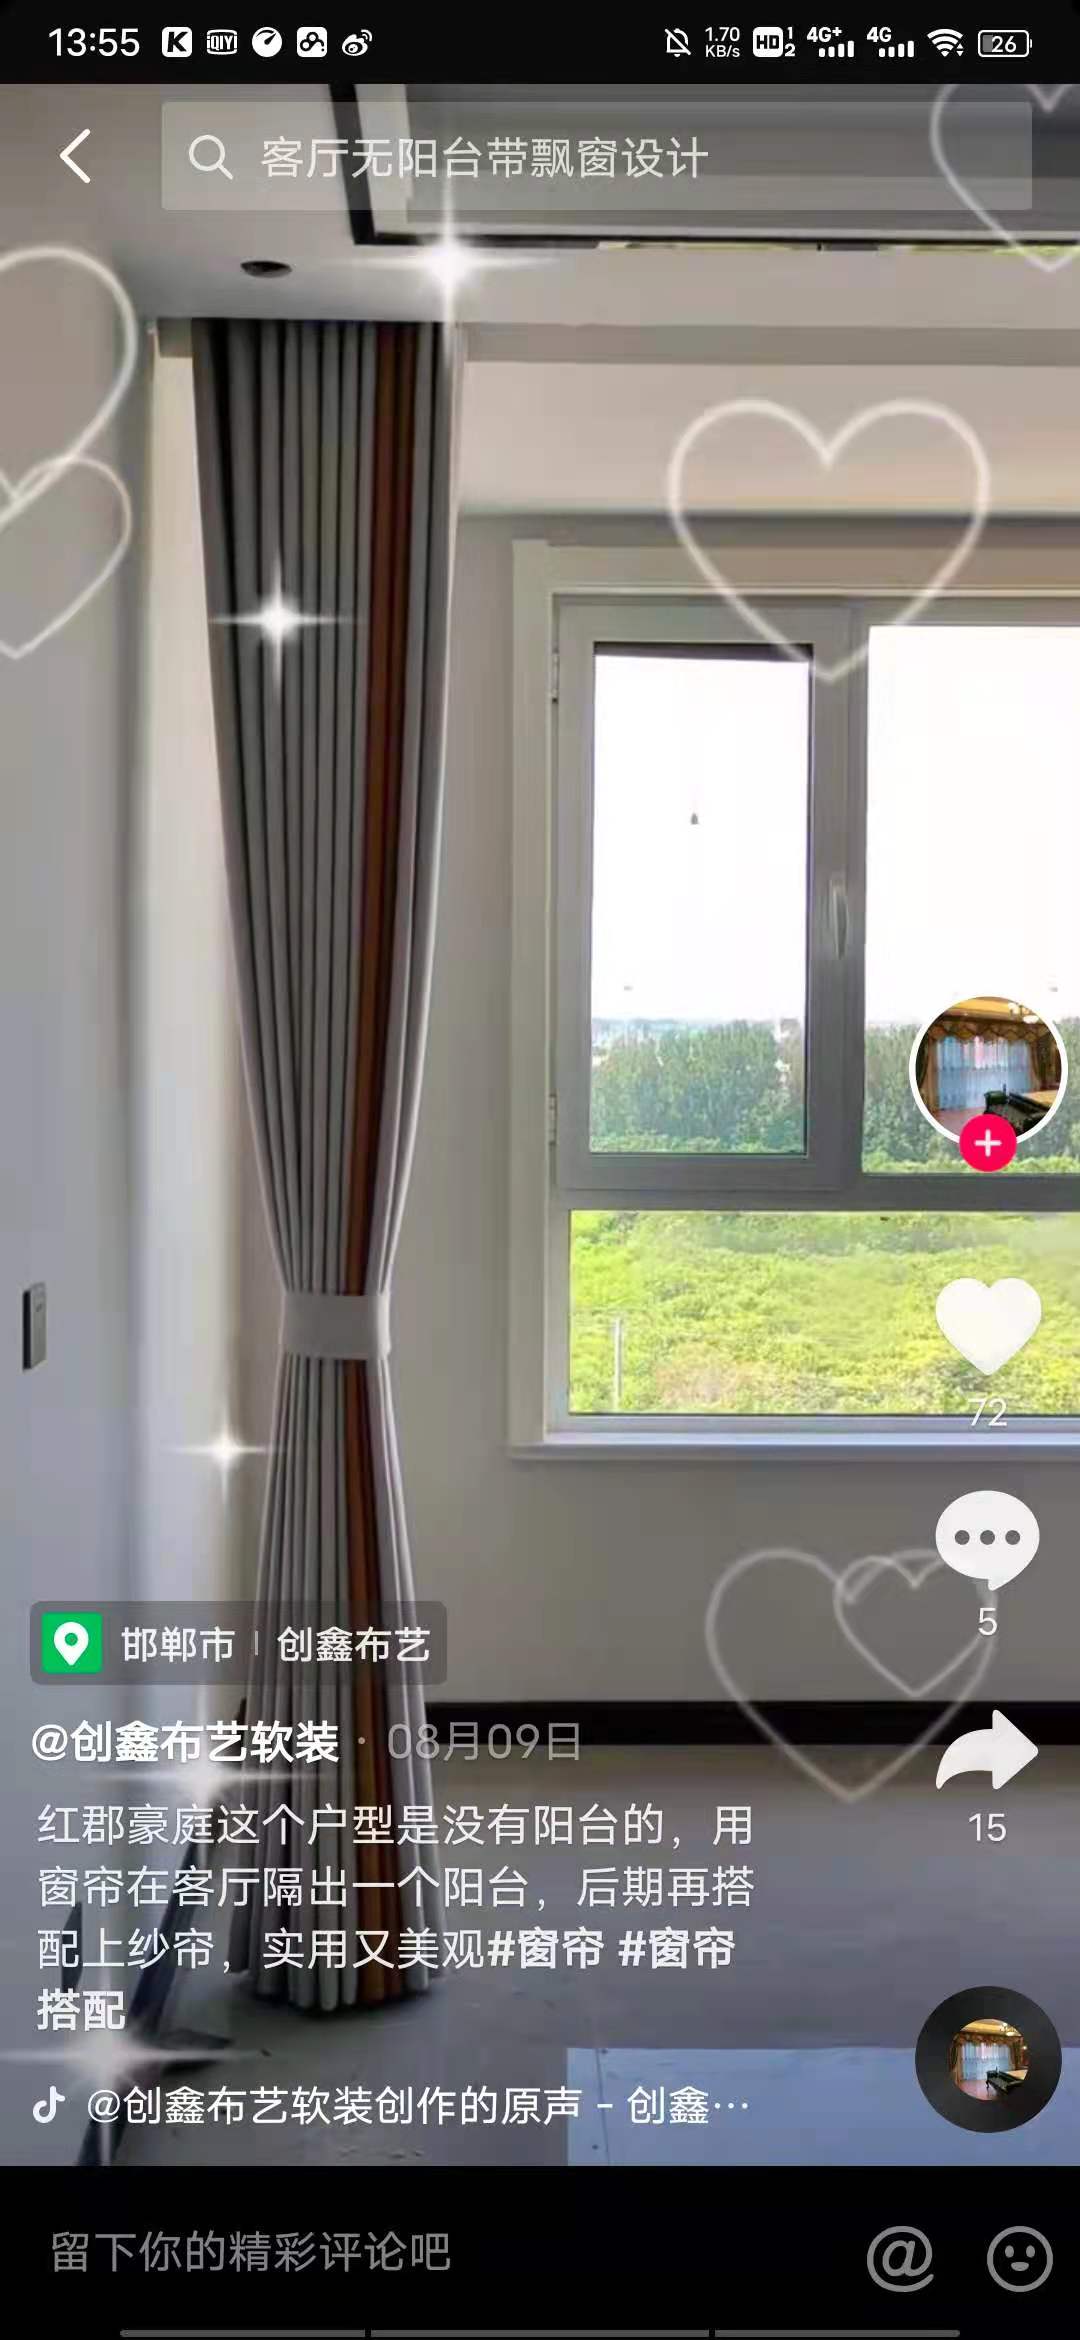 13:55 K iQIYI 1.70 KB/s HD 1 2 4G+ 4G 26
客厅无阳台带飘窗设计
72
5
邯郸市 | 创鑫布艺
@创鑫布艺软装 · 08月09日
15
红郡豪庭这个户型是没有阳台的，用
窗帘在客厅隔出一个阳台，后期再搭
配上纱帘，实用又美观#窗帘 #窗帘
搭配
@创鑫布艺软装创作的原声 - 创鑫…
留下你的精彩评论吧
@